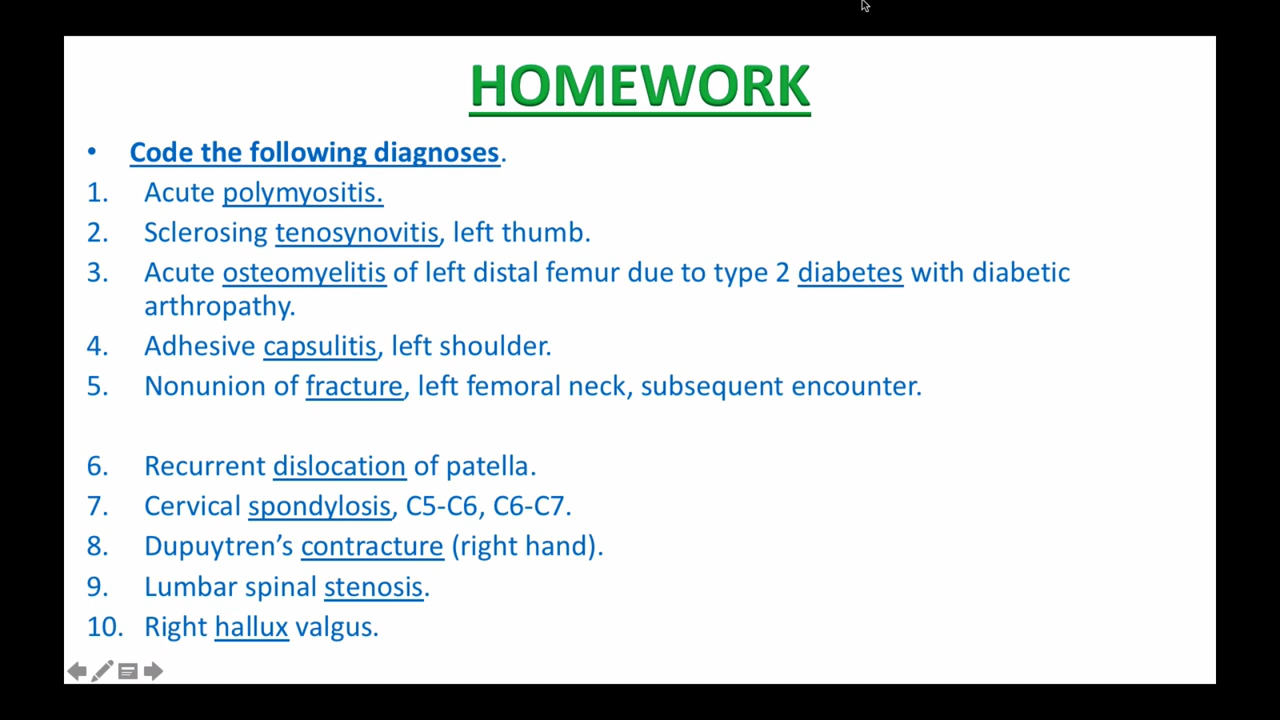 HOMEWORK
• Code the following diagnoses.
1. Acute polymyositis.
2. Sclerosing tenosynovitis, left thumb.
3. Acute osteomyelitis of left distal femur due to type 2 diabetes with diabetic
arthropathy.
4. Adhesive capsulitis, left shoulder.
5. Nonunion of fracture, left femoral neck, subsequent encounter.
6. Recurrent dislocation of patella.
7. Cervical spondylosis, C5-C6, C6-C7.
8. Dupuytren’s contracture (right hand).
9. Lumbar spinal stenosis.
10. Right hallux valgus.